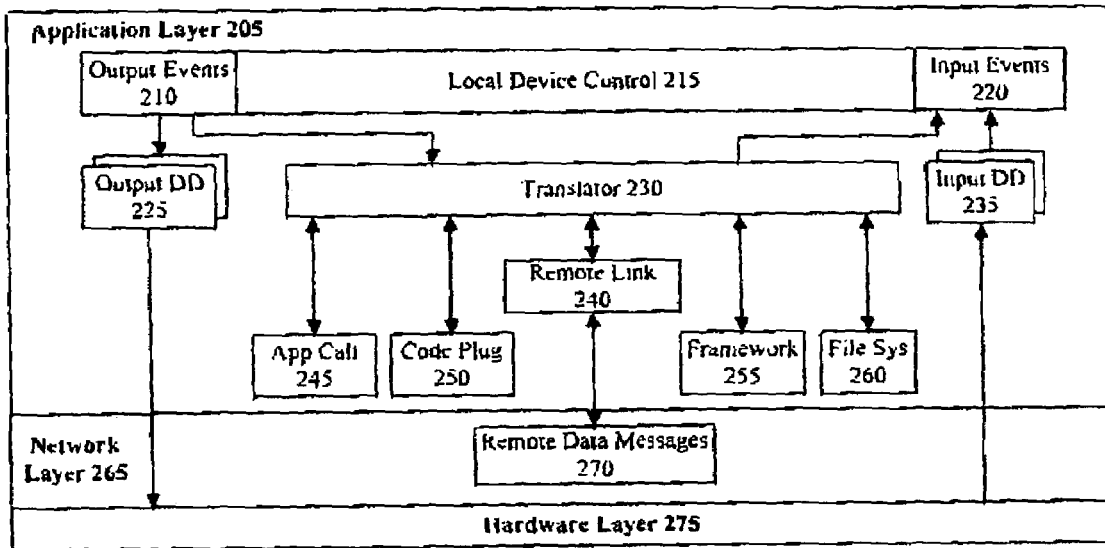 Application Layer 205
Output Events
210
Local Device Control 215
Input Events
220
Output DD
225
Translator 230
Input DD
235
Remote Link
240
App Call
245
Code Plug
250
Framework
255
File Sys
260
Network
Layer 265
Remote Data Messages
270
Hardware Layer 275